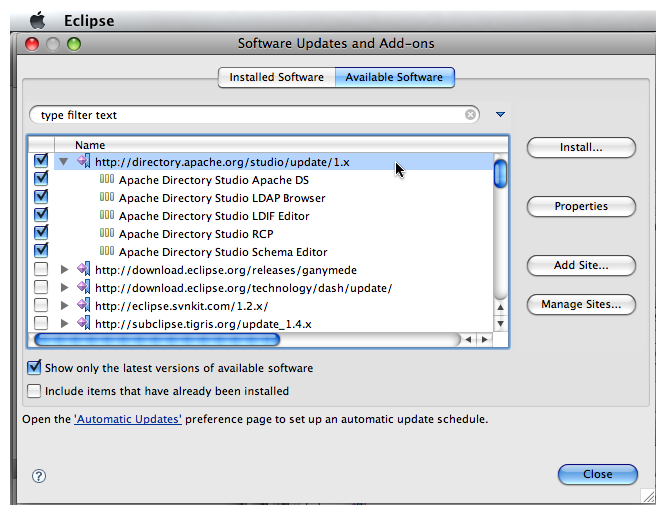 Eclipse
Software Updates and Add-ons
Installed Software Available Software
type filter text
Name
http://directory.apache.org/studio/update/1.x
Install...
Apache Directory Studio Apache DS
Apache Directory Studio LDAP Browser
Properties
Apache Directory Studio LDIF Editor
Apache Directory Studio RCP
Apache Directory Studio Schema Editor
http://download.eclipse.org/releases/ganymede
Add Site...
http://download.eclipse.org/technology/dash/update/
http://eclipse.svnkit.com/1.2.x/
Manage Sites...
http://subclipse.tigris.org/update_1.4.x
Show only the latest versions of available software
Include items that have already been installed
Open the 'Automatic Updates' preference page to set up an automatic update schedule.
?
Close